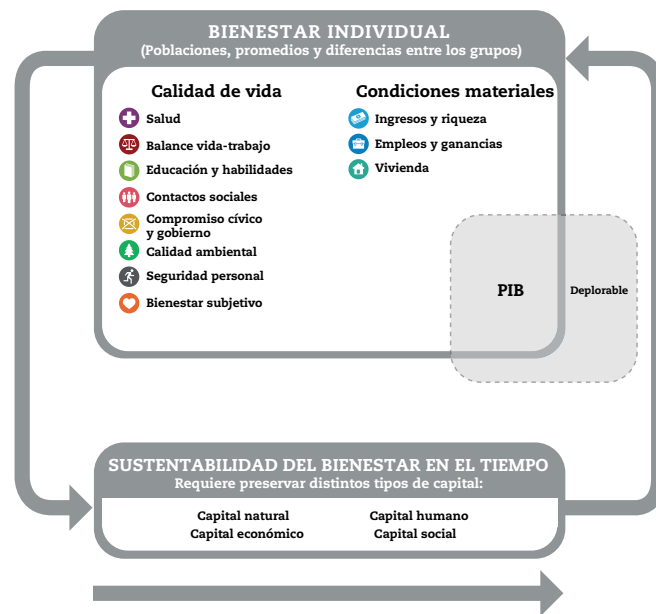 BIENESTAR INDIVIDUAL
(Poblaciones, promedios y diferencias entre los grupos)
Calidad de vida
Salud
Balance vida-trabajo
Educación y habilidades
Contactos sociales
Compromiso cívico
y gobierno
Calidad ambiental
Seguridad personal
Bienestar subjetivo
Condiciones materiales
Ingresos y riqueza
Empleos y ganancias
Vivienda
PIB
Deplorable
SUSTENTABILIDAD DEL BIENESTAR EN EL TIEMPO
Requiere preservar distintos tipos de capital:
Capital natural
Capital económico
Capital humano
Capital social